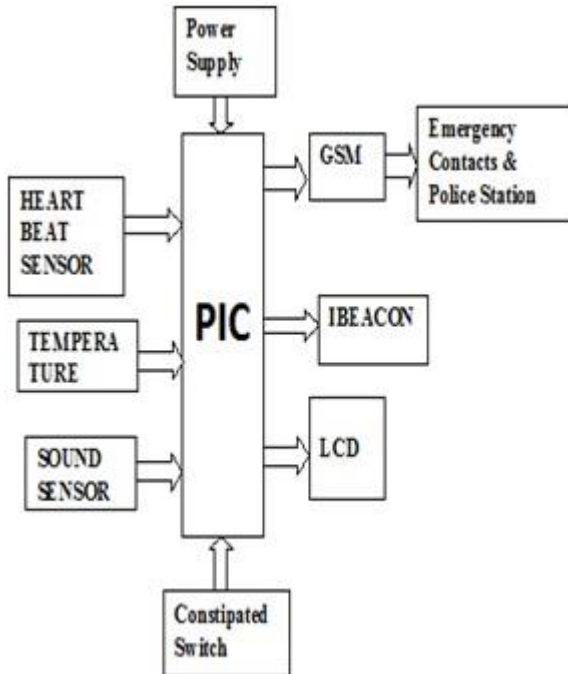 Power
Supply
GSM
Emergency
Contacts &
Police Station
HEART
BEAT
SENSOR
PIC
IBEACON
TEMPERA
TURE
LCD
SOUND
SENSOR
Constipated
Switch